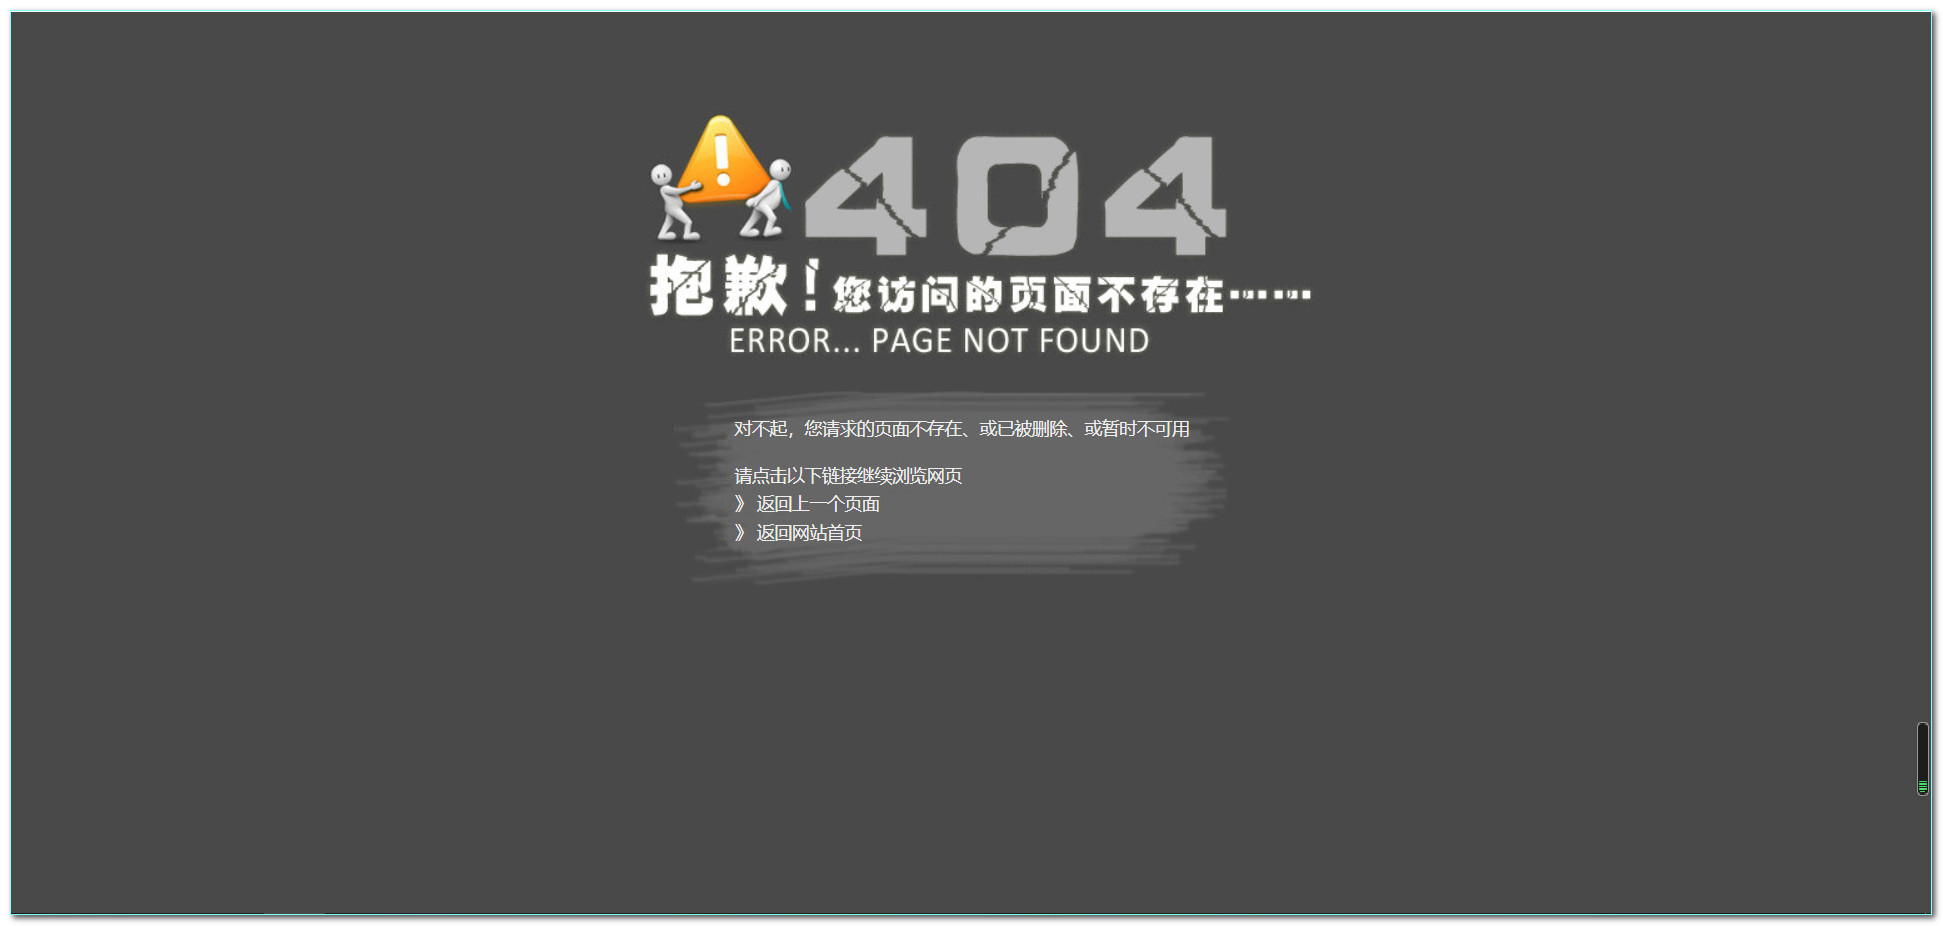 404
抱歉！您访问的页面不存在……
ERROR... PAGE NOT FOUND
对不起，您请求的页面不存在、或已被删除、或暂时不可用
请点击以下链接继续浏览网页
》 返回上一个页面
》 返回网站首页